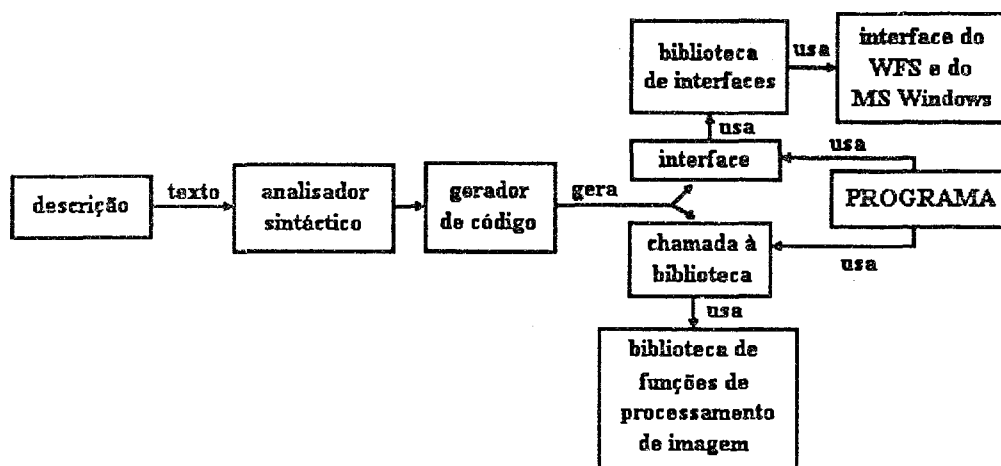 biblioteca
de interfaces
usa
interface do
WFS e do
MS Windows
usa
interface
usa
descrição
texto
analisador
sintáctico
gerador
de código
gera
PROGRAMA
chamada à
biblioteca
usa
usa
biblioteca de
funções de
processamento
de imagem